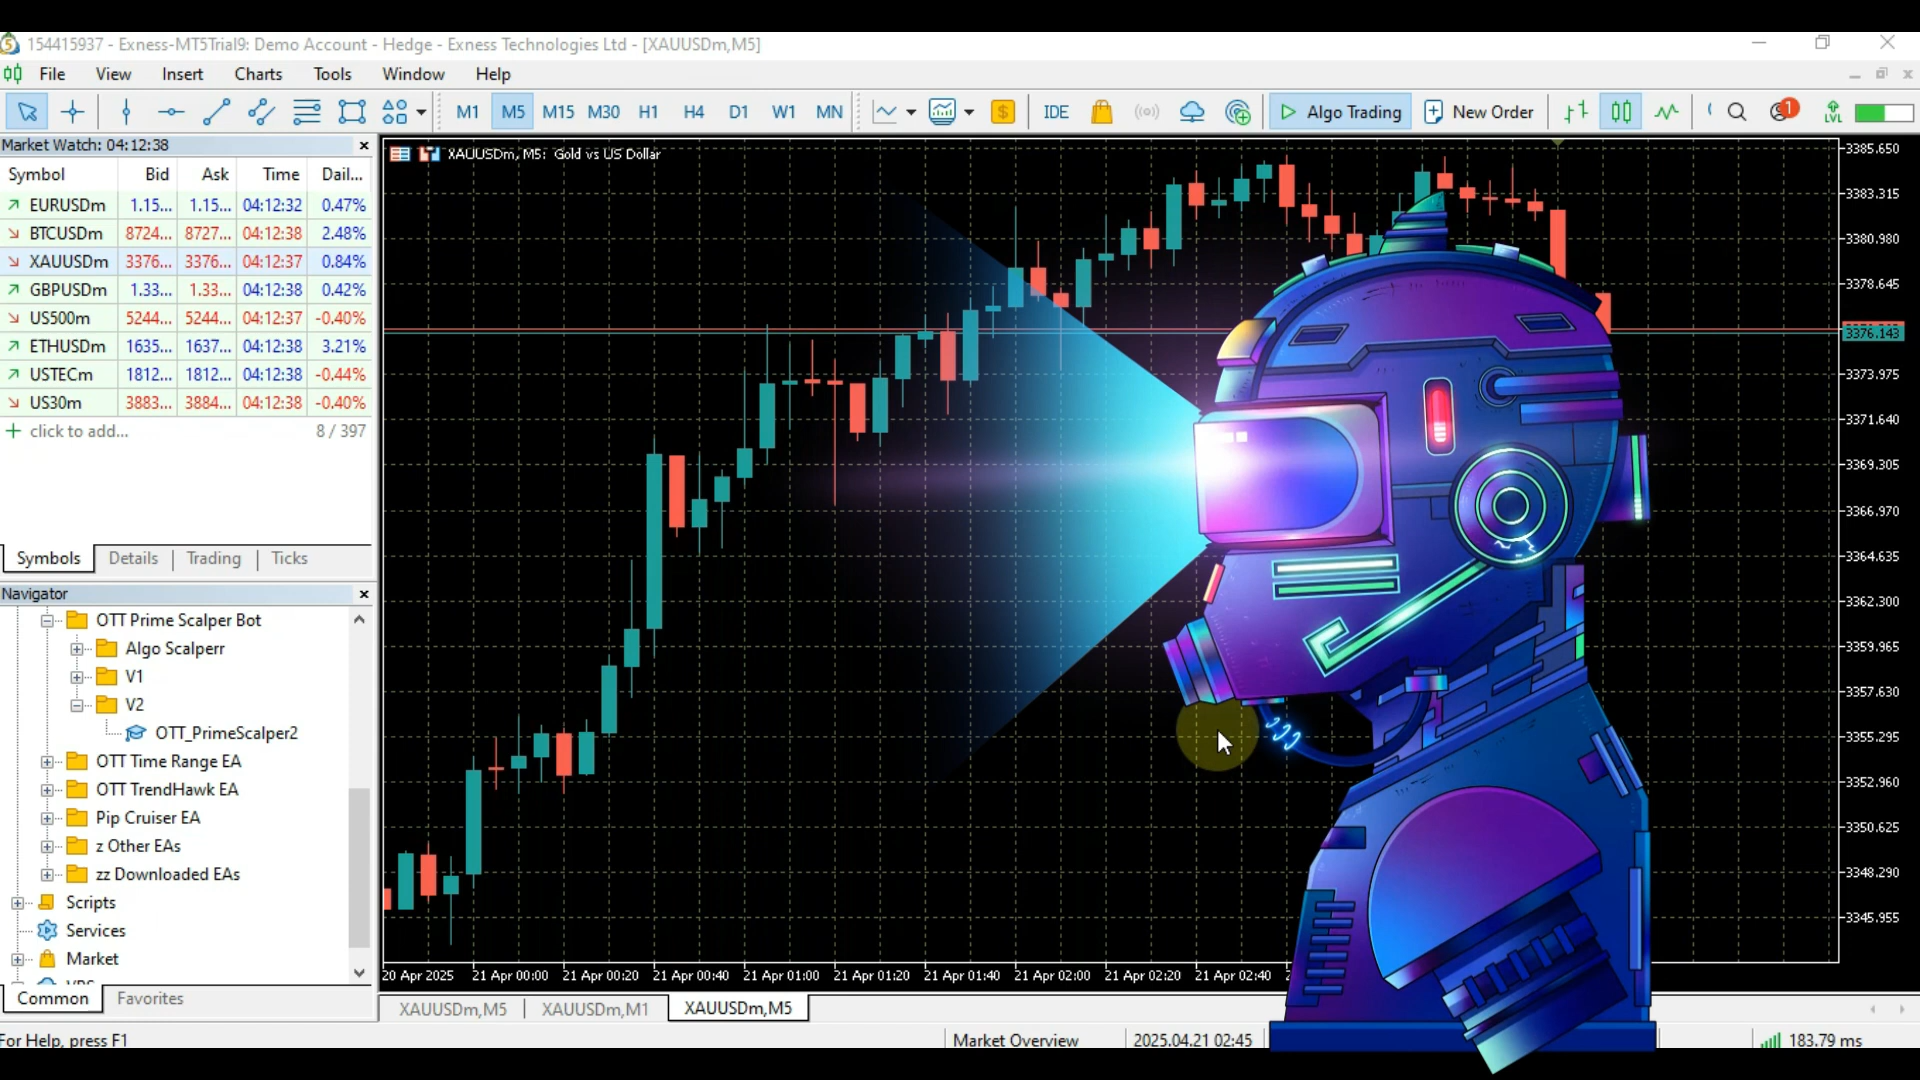 154415937 - Exness-MT5Trial9: Demo Account - Hedge - Exness Technologies Ltd - [XAUUSDm,M5]
File View Insert Charts Tools Window Help
M1 M5 M15 M30 H1 H4 D1 W1 MN IDE Algo Trading New Order 1 LVL
Market Watch: 04:12:38
Symbol Bid Ask Time Dail...
EURUSDm 1.15... 1.15... 04:12:32 0.47%
BTCUSDm 8724... 8727... 04:12:38 2.48%
XAUUSDm 3376... 3376... 04:12:37 0.84%
GBPUSDm 1.33... 1.33... 04:12:38 0.42%
US500m 5244... 5244... 04:12:37 -0.40%
ETHUSDm 1635... 1637... 04:12:38 3.21%
USTECm 1812... 1812... 04:12:38 -0.44%
US30m 3883... 3884... 04:12:38 -0.40%
click to add... 8 / 397
Symbols Details Trading Ticks
Navigator
OTT Prime Scalper Bot
Algo Scalperr
V1
V2
OTT_PrimeScalper2
OTT Time Range EA
OTT TrendHawk EA
Pip Cruiser EA
z Other EAs
zz Downloaded EAs
Scripts
Services
Market
Common Favorites
XAUUSDm, M5: Gold vs US Dollar
3385.650
3383.315
3380.980
3378.645
3376.143
3373.975
3371.640
3369.305
3366.970
3364.635
3362.300
3359.965
3357.630
3355.295
3352.960
3350.625
3348.290
3345.955
20 Apr 2025 21 Apr 00:00 21 Apr 00:20 21 Apr 00:40 21 Apr 01:00 21 Apr 01:20 21 Apr 01:40 21 Apr 02:00 21 Apr 02:20 21 Apr 02:40
XAUUSDm,M5 XAUUSDm,M1 XAUUSDm,M5
For Help, press F1 Market Overview 2025.04.21 02:45 183.79 ms